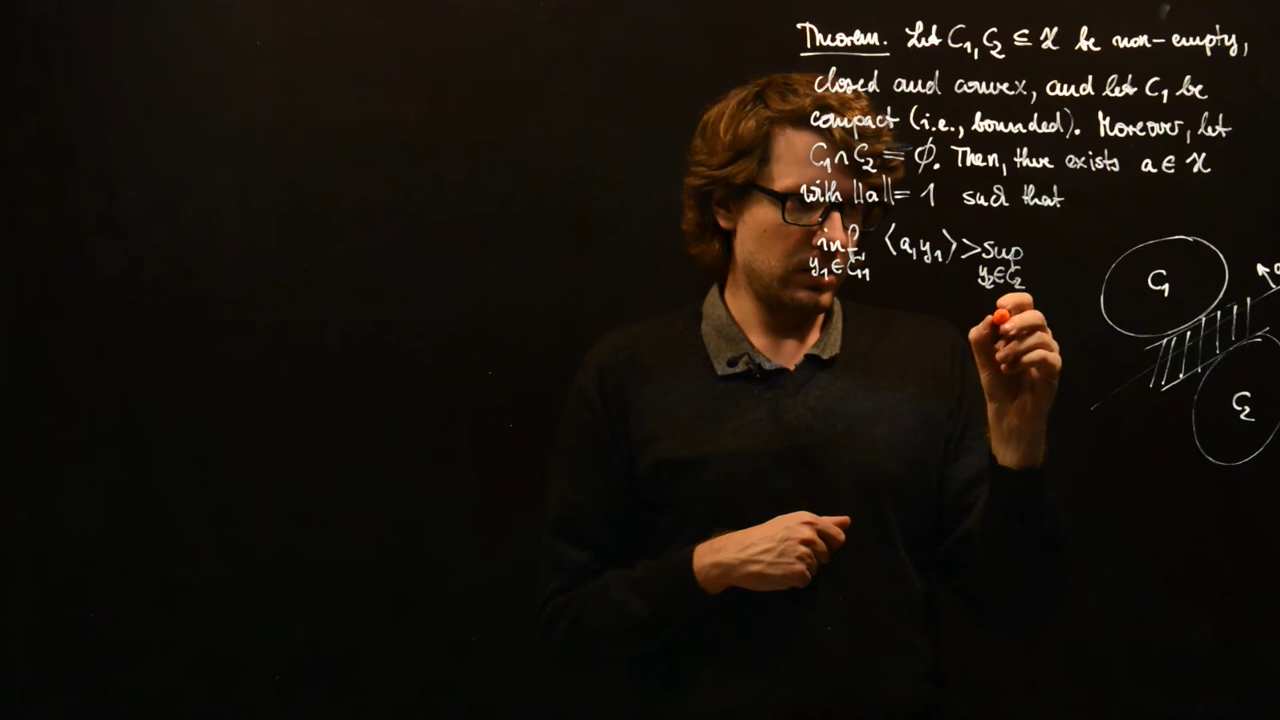 Theorem. Let C₁, C₂ ⊆ X be non-empty,
closed and convex, and let C₁ be
compact (i.e., bounded). Moreover, let
C₁ ∩ C₂ = ∅. Then, there exists a ∈ X
with ||a|| = 1 such that
inf ⟨a, y₁⟩ > sup
y₁ ∈ C₁ y₂ ∈ C₂
C₁
a
C₂